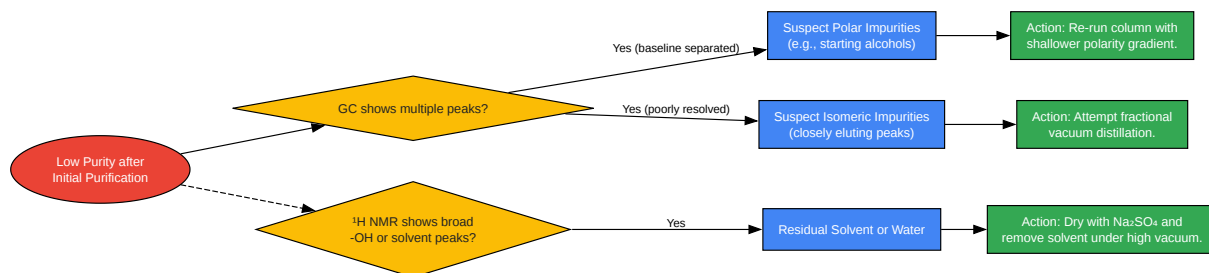 Suspect Polar Impurities
(e.g., starting alcohols)
Action: Re-run column with
shallower polarity gradient.
Yes (baseline separated)
GC shows multiple peaks?
Yes (poorly resolved)
Suspect Isomeric Impurities
(closely eluting peaks)
Action: Attempt fractional
vacuum distillation.
Low Purity after
Initial Purification
¹H NMR shows broad
-OH or solvent peaks?
Yes
Residual Solvent or Water
Action: Dry with Na₂SO₄ and
remove solvent under high vacuum.